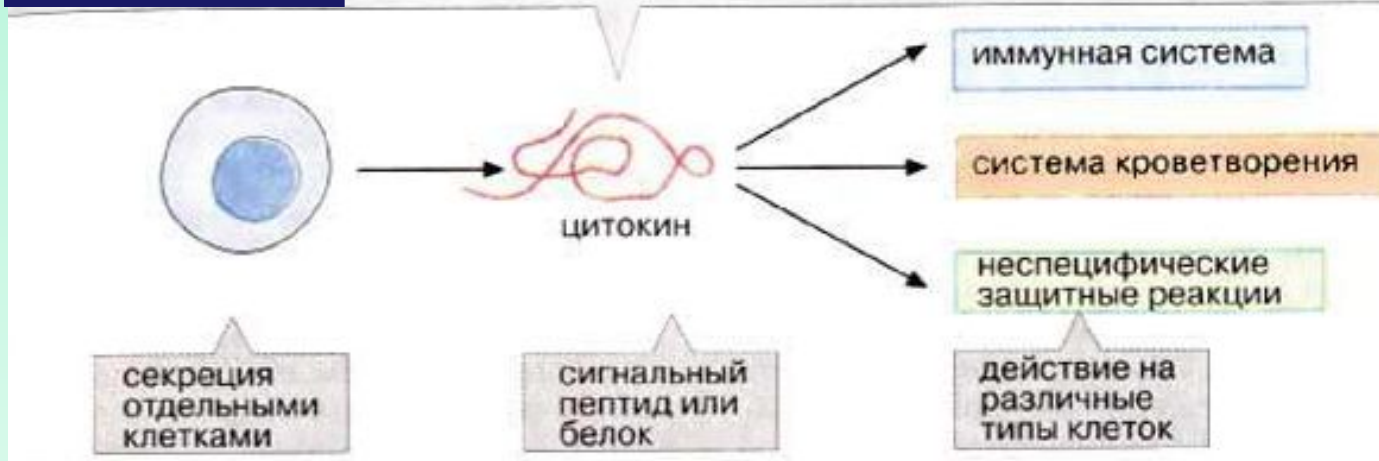 иммунная система
система кроветворения
цитокин
неспецифические
защитные реакции
секреция
отдельными
клетками
сигнальный
пептид или
белок
действие на
различные
типы клеток